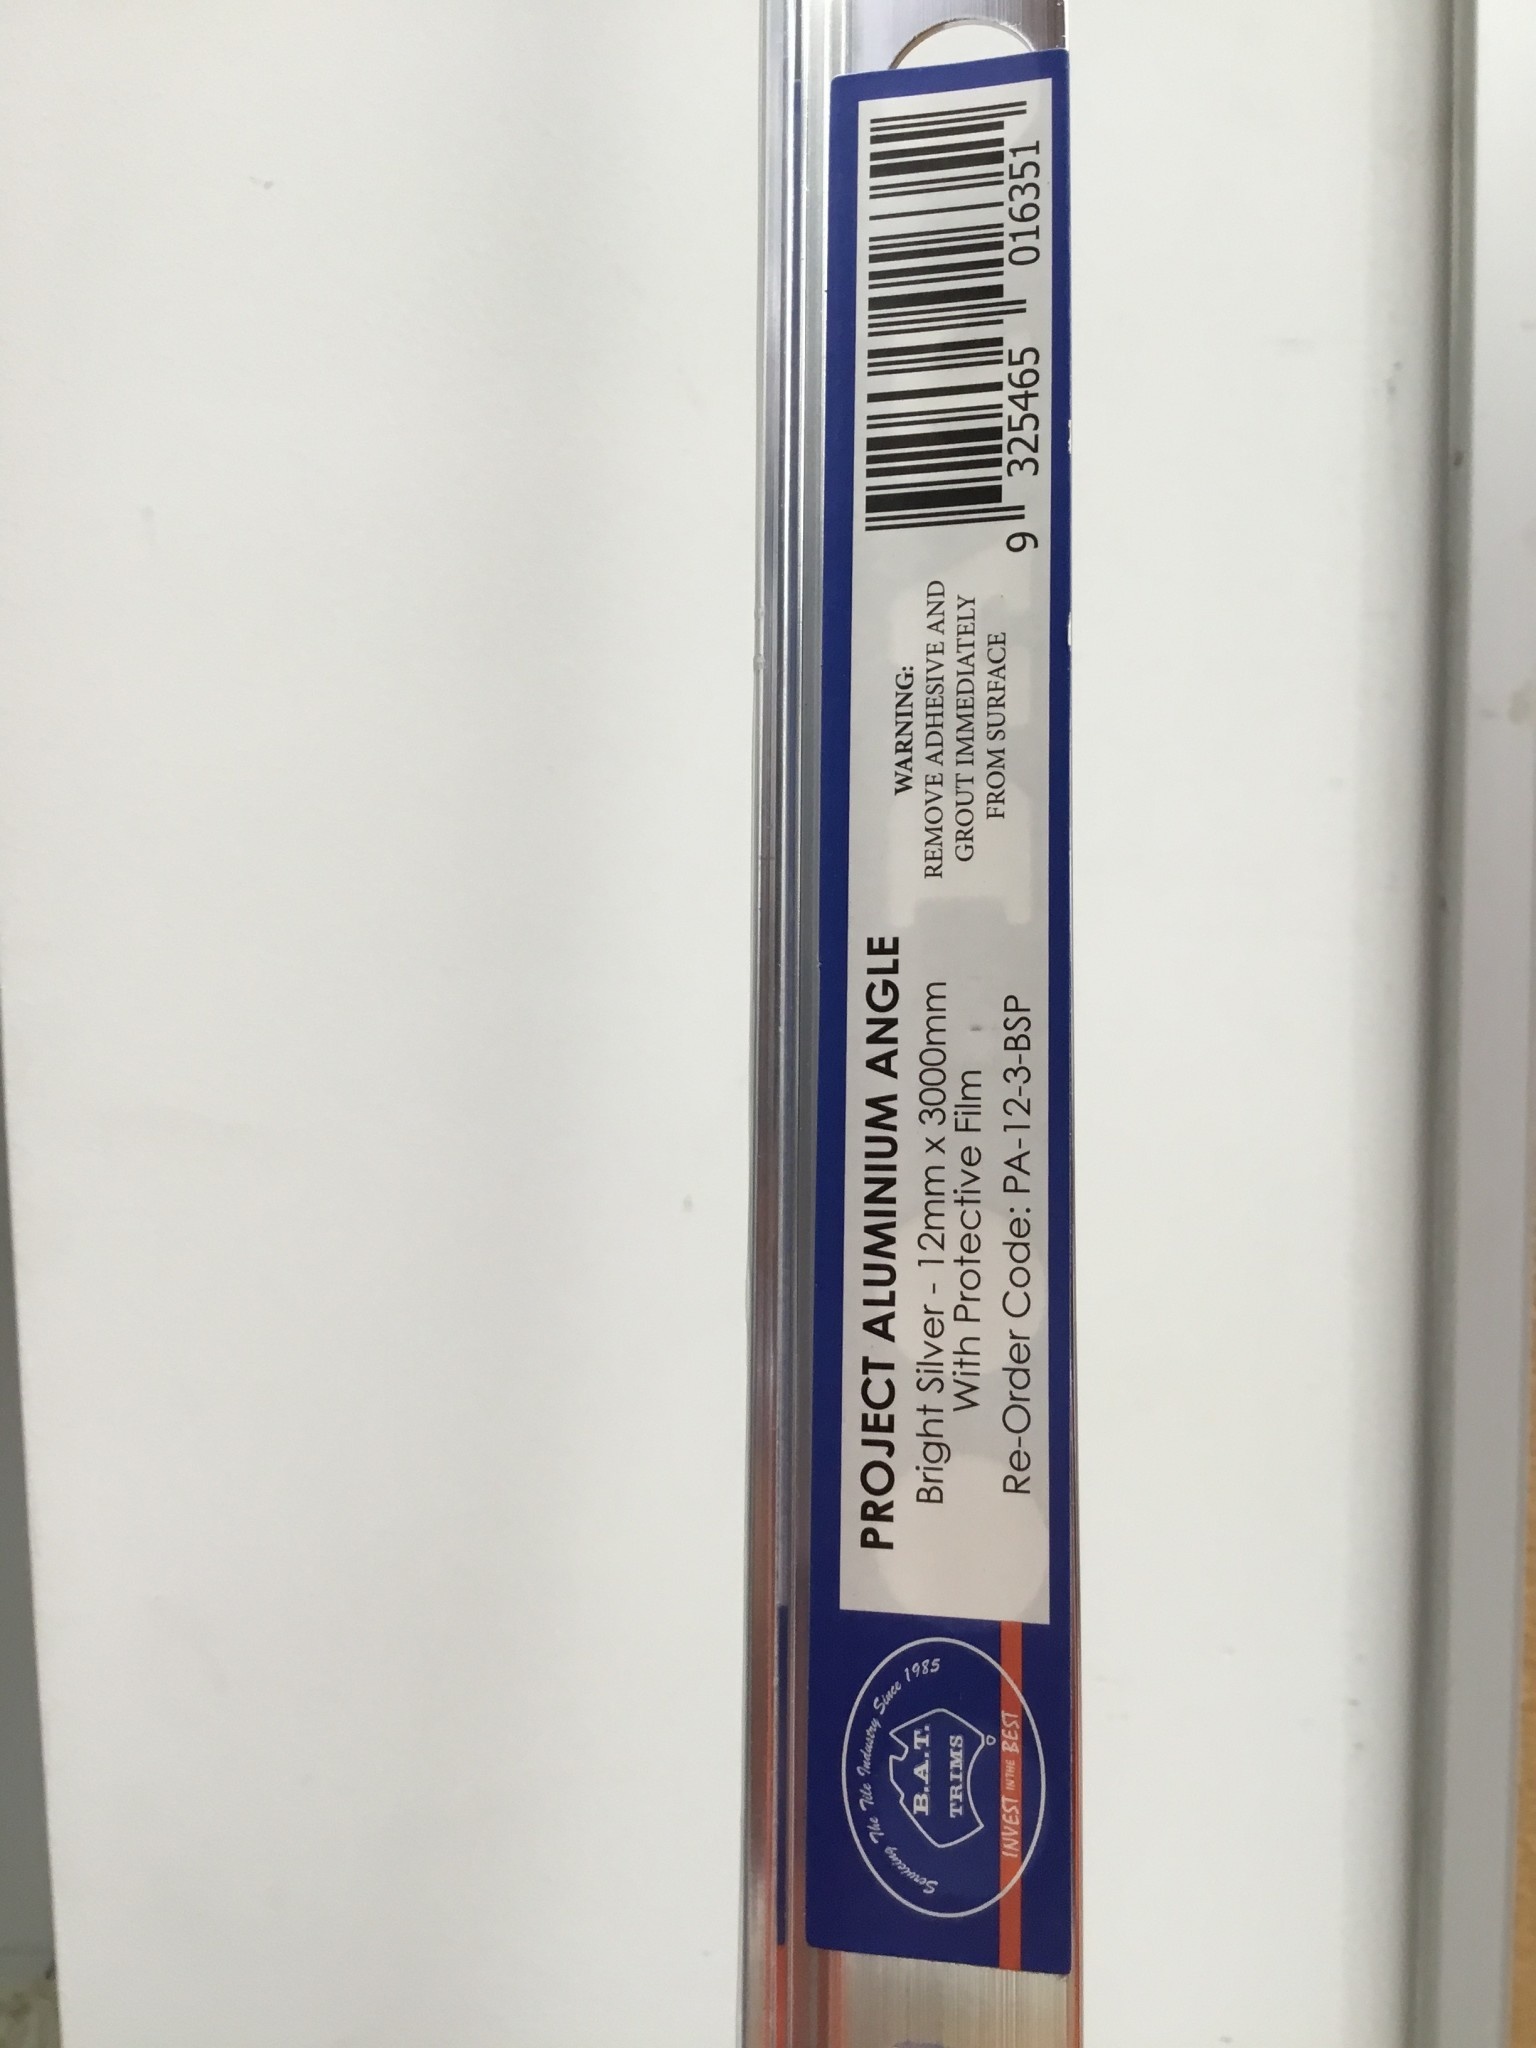 Servicing The Tile Industry Since 1985
B.A.T.
TRIMS
INVEST IN THE BEST
PROJECT ALUMINIUM ANGLE
Bright Silver - 12mm x 3000mm
With Protective Film
Re-Order Code: PA-12-3-BSP
WARNING:
REMOVE ADHESIVE AND
GROUT IMMEDIATELY
FROM SURFACE
9 325465 016351